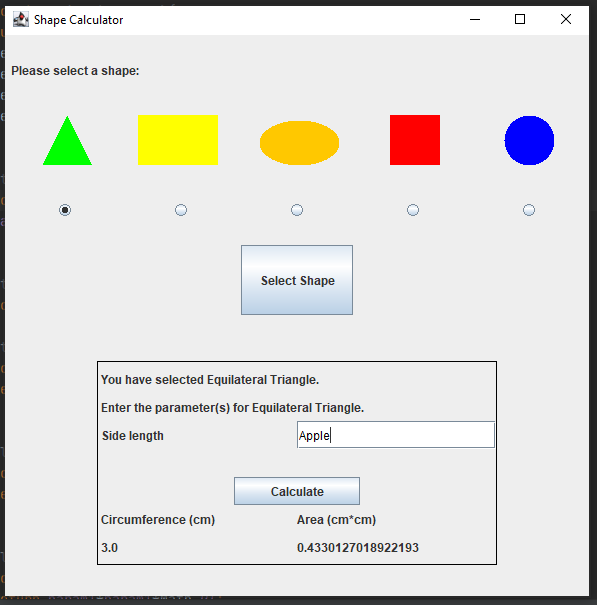 Shape Calculator
Please select a shape:
Select Shape
You have selected Equilateral Triangle.
Enter the parameter(s) for Equilateral Triangle.
Side length Apple
Calculate
Circumference (cm) Area (cm*cm)
3.0 0.4330127018922193